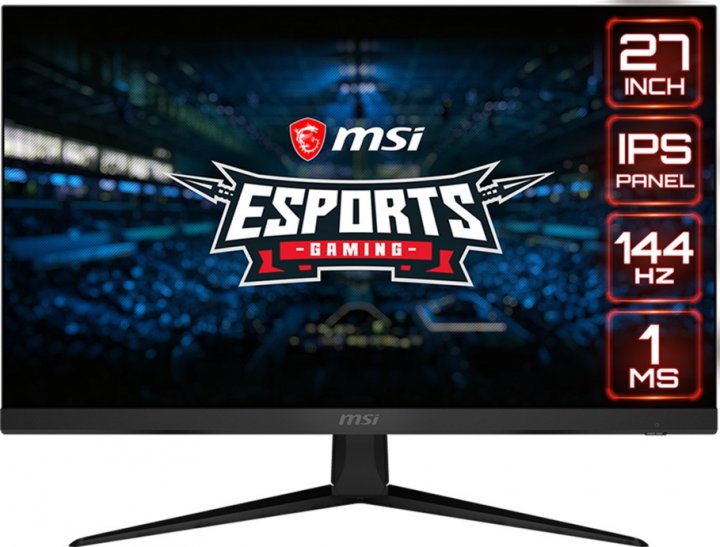 msi
ESPORTS
- GAMING -
27
INCH
IPS
PANEL
144
HZ
1
MS
msi